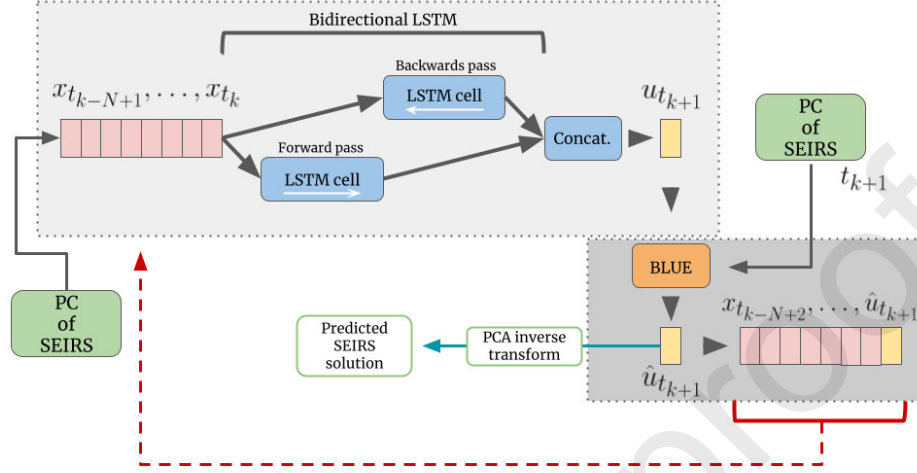 Bidirectional LSTM
x_{t_{k-N+1}}, . . . , x_{t_k}
Backwards pass
LSTM cell
Forward pass
LSTM cell
Concat.
u_{t_{k+1}}
PC
of
SEIRS
t_{k+1}
PC
of
SEIRS
BLUE
x_{t_{k-N+2}}, . . . , û_{t_{k+1}}
Predicted
SEIRS
solution
PCA inverse
transform
û_{t_{k+1}}
proof